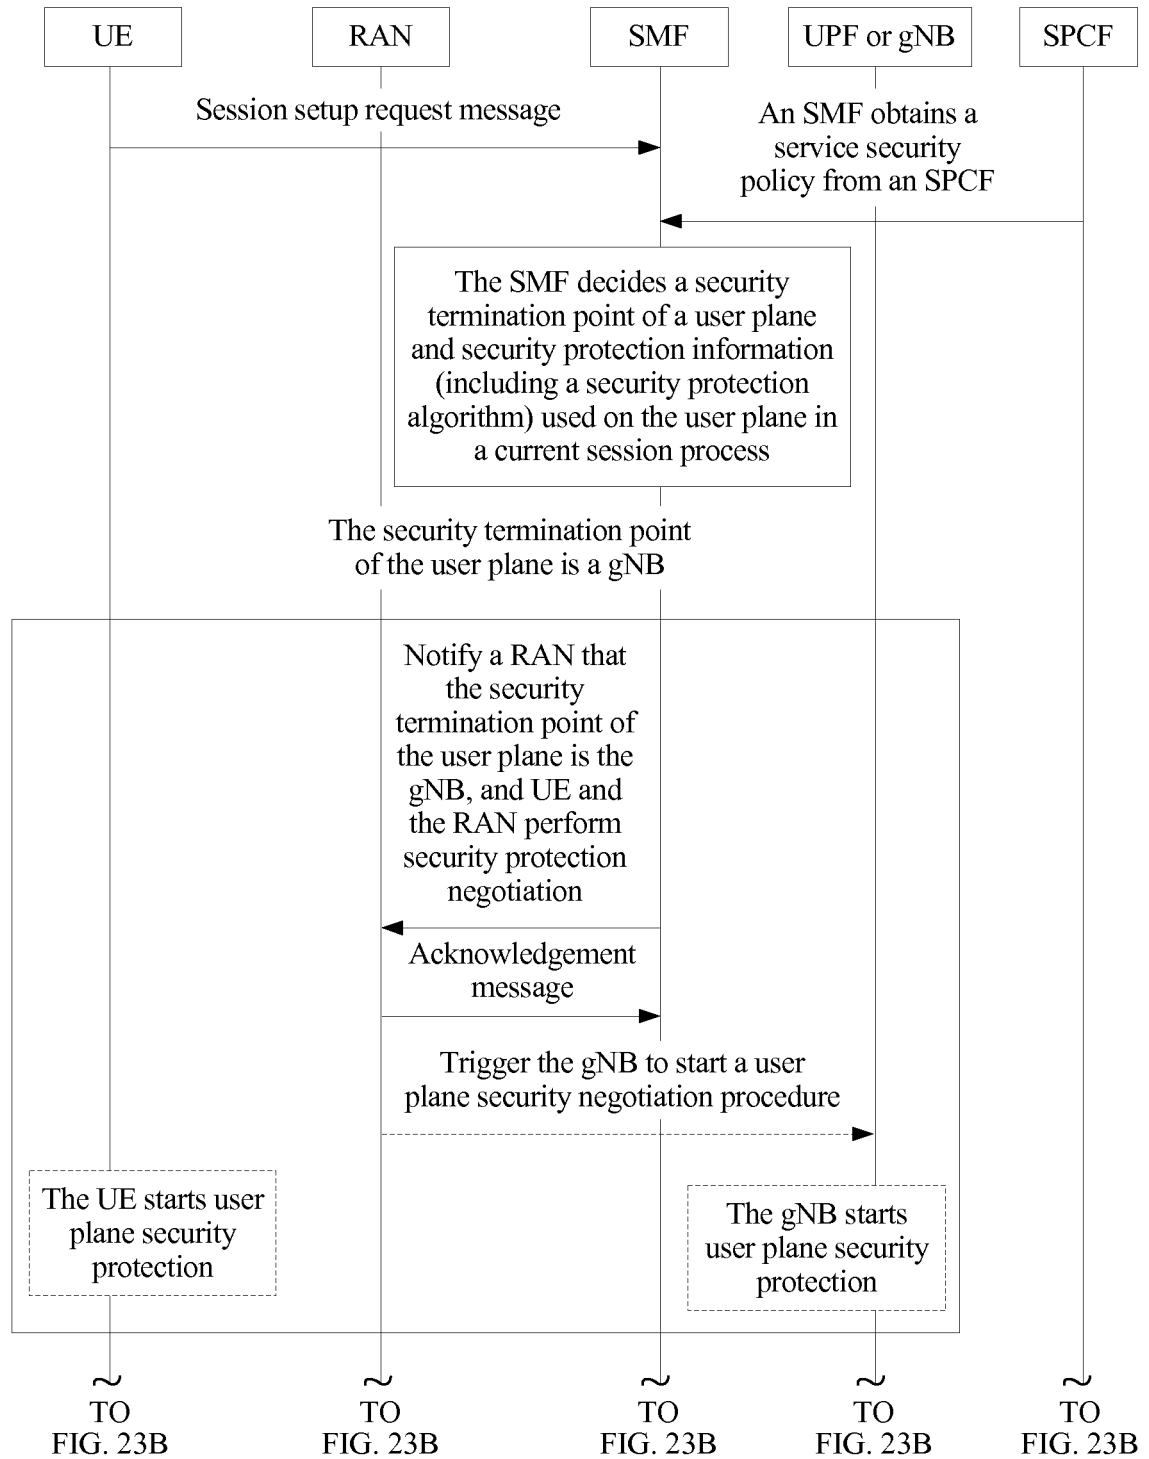 UE
RAN
SMF
UPF or gNB
SPCF
Session setup request message
An SMF obtains a
service security
policy from an SPCF
The SMF decides a security
termination point of a user plane
and security protection information
(including a security protection
algorithm) used on the user plane in
a current session process
The security termination point
of the user plane is a gNB
Notify a RAN that
the security
termination point of
the user plane is the
gNB, and UE and
the RAN perform
security protection
negotiation
Acknowledgement
message
Trigger the gNB to start a user
plane security negotiation procedure
The UE starts user
plane security
protection
The gNB starts
user plane security
protection
TO
FIG. 23B
TO
FIG. 23B
TO
FIG. 23B
TO
FIG. 23B
TO
FIG. 23B